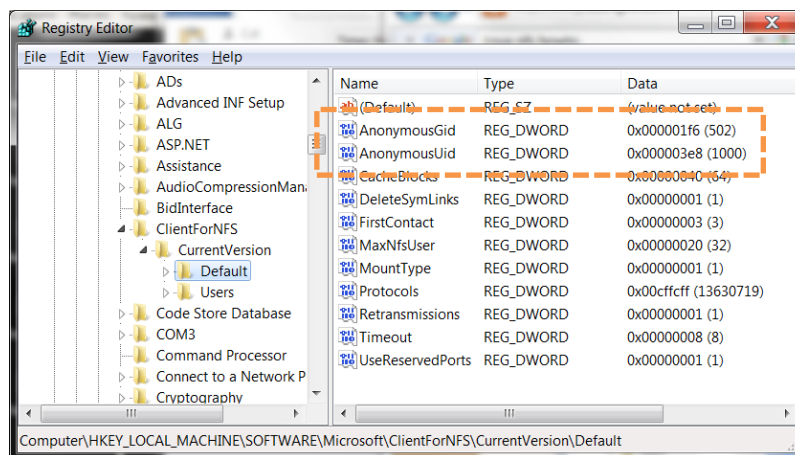 Registry Editor
File Edit View Favorites Help
ADs
Advanced INF Setup
ALG
ASP.NET
Assistance
AudioCompressionMana
BidInterface
ClientForNFS
CurrentVersion
Default
Users
Code Store Database
COM3
Command Processor
Connect to a Network P
Cryptography
Name Type Data
(Default) REG_SZ (value not set)
AnonymousGid REG_DWORD 0x000001f6 (502)
AnonymousUid REG_DWORD 0x000003e8 (1000)
CacheBlocks REG_DWORD 0x00000040 (64)
DeleteSymLinks REG_DWORD 0x00000001 (1)
FirstContact REG_DWORD 0x00000003 (3)
MaxNfsUser REG_DWORD 0x00000020 (32)
MountType REG_DWORD 0x00000001 (1)
Protocols REG_DWORD 0x00cffcff (13630719)
Retransmissions REG_DWORD 0x00000001 (1)
Timeout REG_DWORD 0x00000008 (8)
UseReservedPorts REG_DWORD 0x00000001 (1)
Computer\HKEY_LOCAL_MACHINE\SOFTWARE\Microsoft\ClientForNFS\CurrentVersion\Default